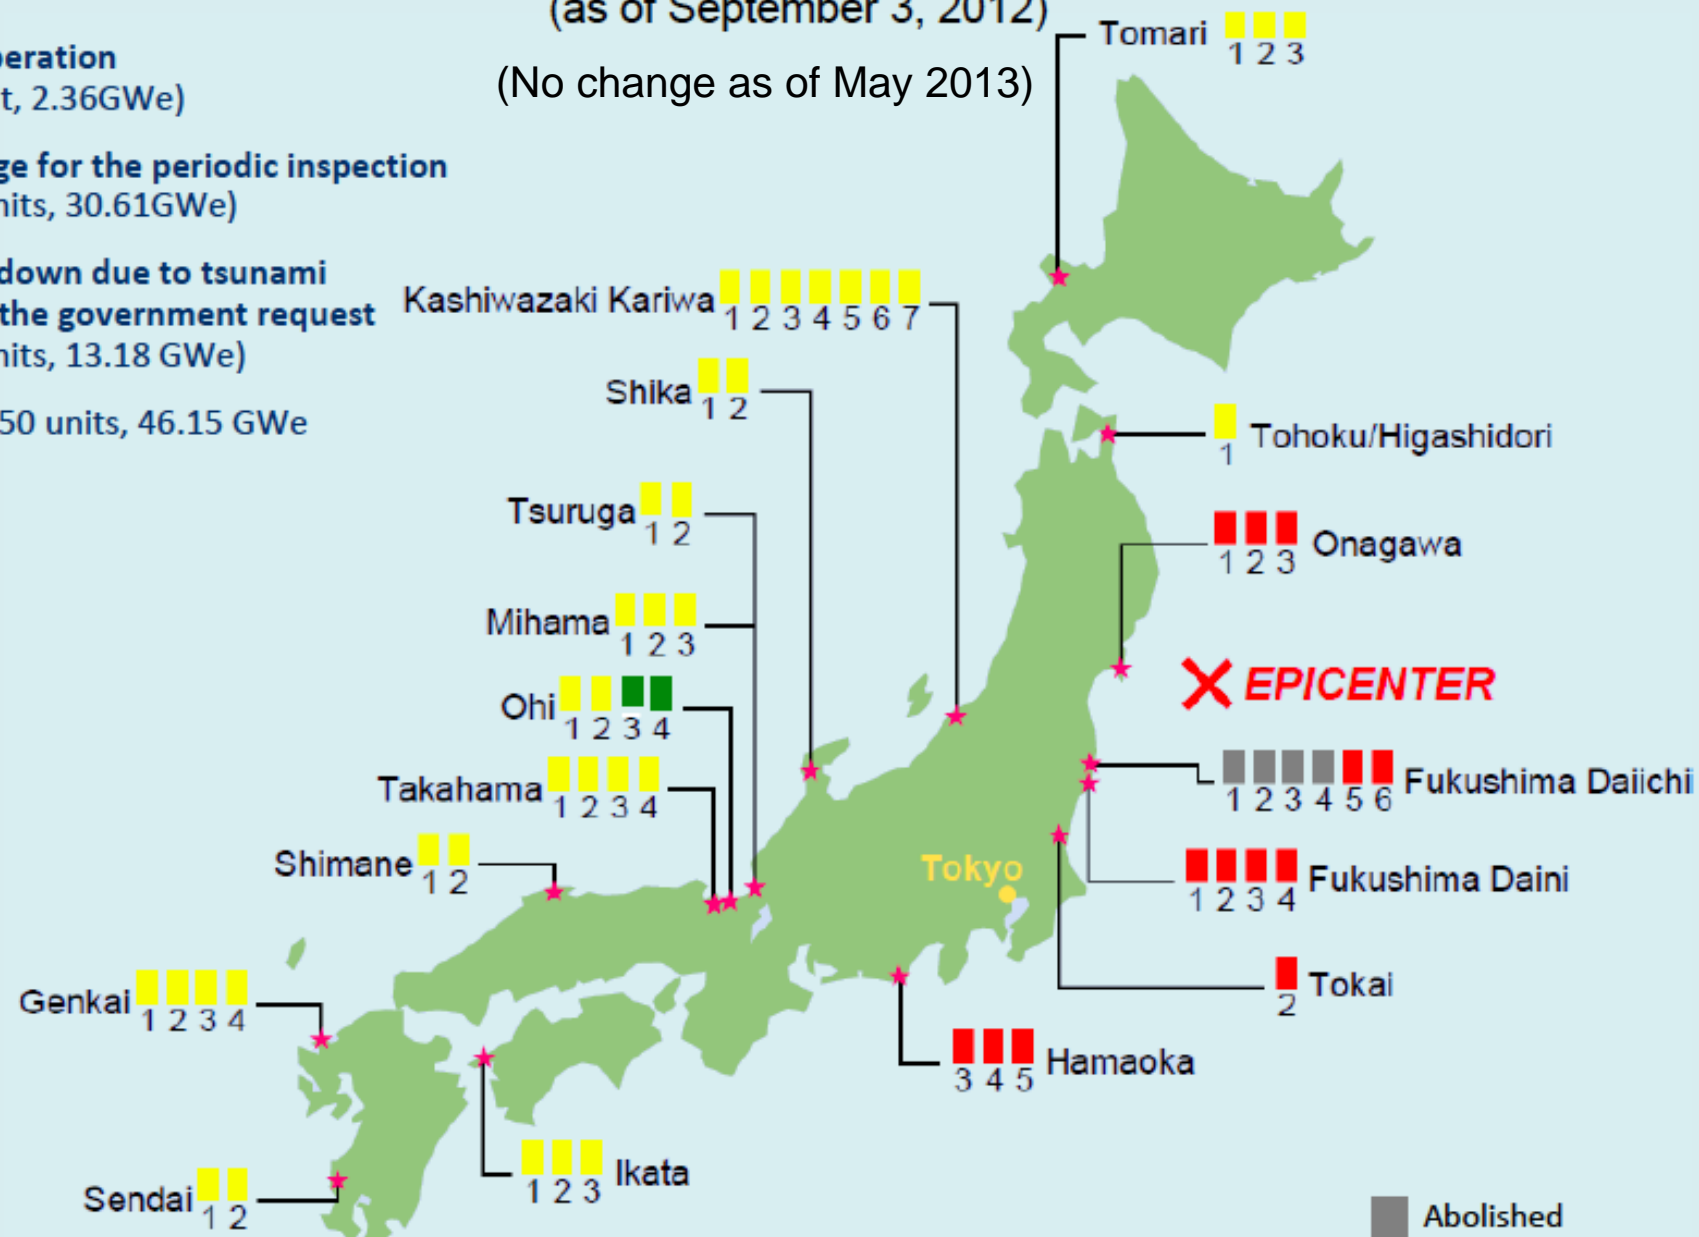 (as of September 3, 2012)
(No change as of May 2013)
peration
t, 2.36GWe)
ge for the periodic inspection
nits, 30.61GWe)
down due to tsunami
the government request
nits, 13.18 GWe)
50 units, 46.15 GWe
Tomari
1 2 3
Kashiwazaki Kariwa
1 2 3 4 5 6 7
Shika
1 2
Tohoku/Higashidori
1
Tsuruga
1 2
Onagawa
1 2 3
Mihama
1 2 3
EPICENTER
Ohi
1 2 3 4
Takahama
1 2 3 4
Fukushima Daiichi
1 2 3 4 5 6
Shimane
1 2
Tokyo
Fukushima Daini
1 2 3 4
Genkai
1 2 3 4
Tokai
2
Hamaoka
3 4 5
Ikata
1 2 3
Sendai
1 2
Abolished